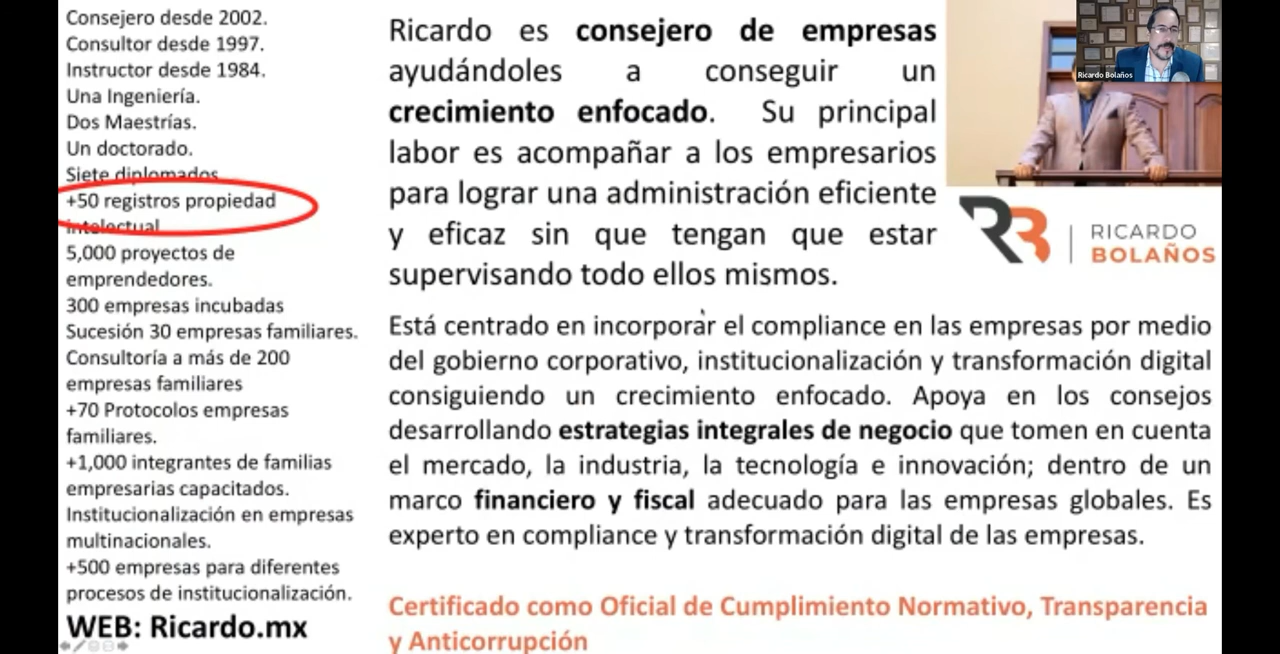 Consejero desde 2002.
Consultor desde 1997.
Instructor desde 1984.
Una Ingeniería.
Dos Maestrías.
Un doctorado.
Siete diplomados
+50 registros propiedad
intelectual
5,000 proyectos de
emprendedores.
300 empresas incubadas
Sucesión 30 empresas familiares.
Consultoría a más de 200
empresas familiares
+70 Protocolos empresas
familiares.
+1,000 integrantes de familias
empresarias capacitados.
Institucionalización en empresas
multinacionales.
+500 empresas para diferentes
procesos de institucionalización.
WEB: Ricardo.mx
Ricardo es consejero de empresas
ayudándoles a conseguir un
crecimiento enfocado. Su principal
labor es acompañar a los empresarios
para lograr una administración eficiente
y eficaz sin que tengan que estar
supervisando todo ellos mismos.
Está centrado en incorporar el compliance en las empresas por medio
del gobierno corporativo, institucionalización y transformación digital
consiguiendo un crecimiento enfocado. Apoya en los consejos
desarrollando estrategias integrales de negocio que tomen en cuenta
el mercado, la industria, la tecnología e innovación; dentro de un
marco financiero y fiscal adecuado para las empresas globales. Es
experto en compliance y transformación digital de las empresas.
Certificado como Oficial de Cumplimiento Normativo, Transparencia
y Anticorrupción
Ricardo Bolaños
RB
RICARDO
BOLAÑOS